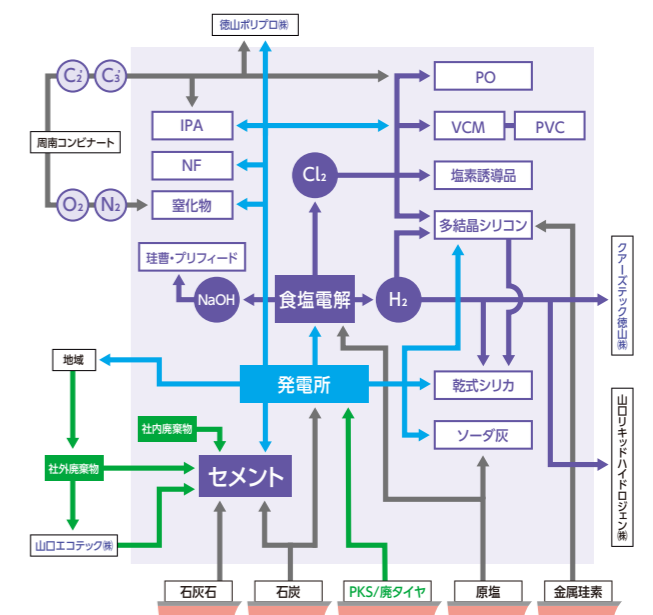 徳山ポリプロ㈱
C₂' C₃'
PO
IPA
VCM PVC
周南コンビナート
NF
Cl₂
塩素誘導品
O₂ N₂
窒化物
多結晶シリコン
珪曹・プリフィード
NaOH
食塩電解
H₂
クアーズテック徳山㈱
地域
発電所
乾式シリカ
社内廃棄物
ソーダ灰
社外廃棄物
セメント
山口リキッドハイドロジェン㈱
山口エコテック㈱
石灰石
石炭
PKS/廃タイヤ
原塩
金属珪素